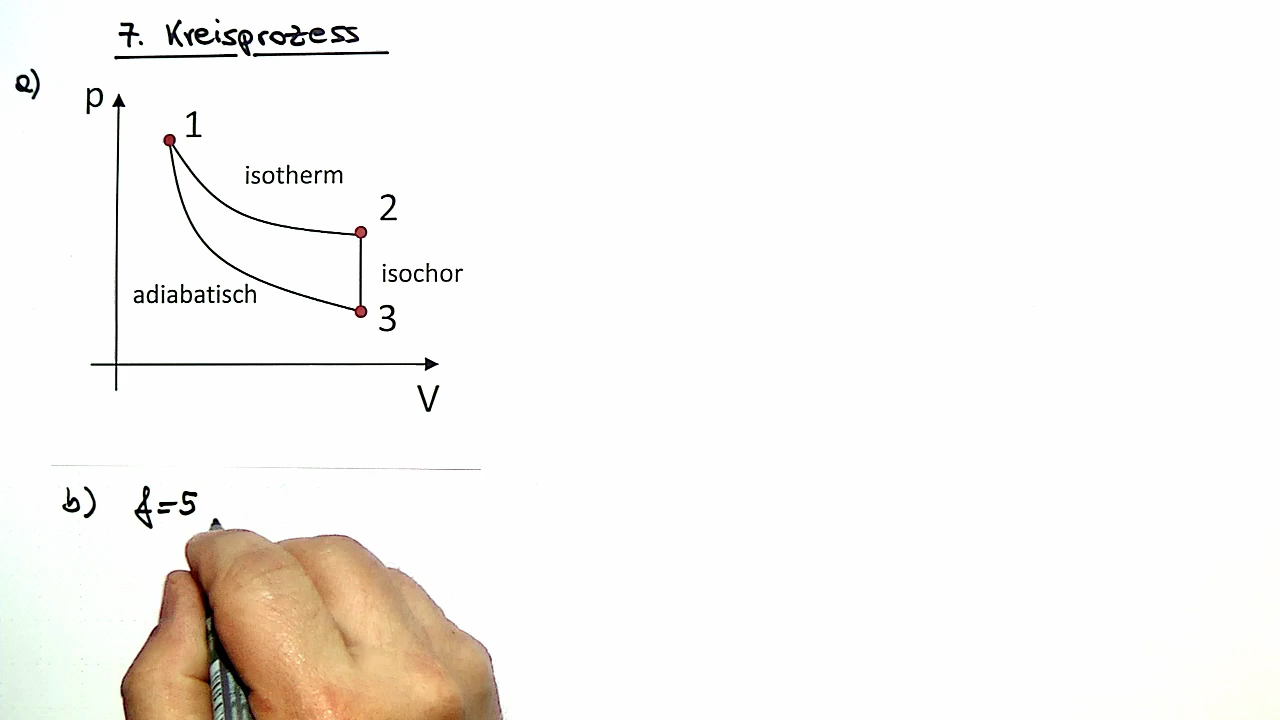 7. Kreisprozess
a)
p
1
isotherm
2
isochor
adiabatisch
3
V
b) f=5